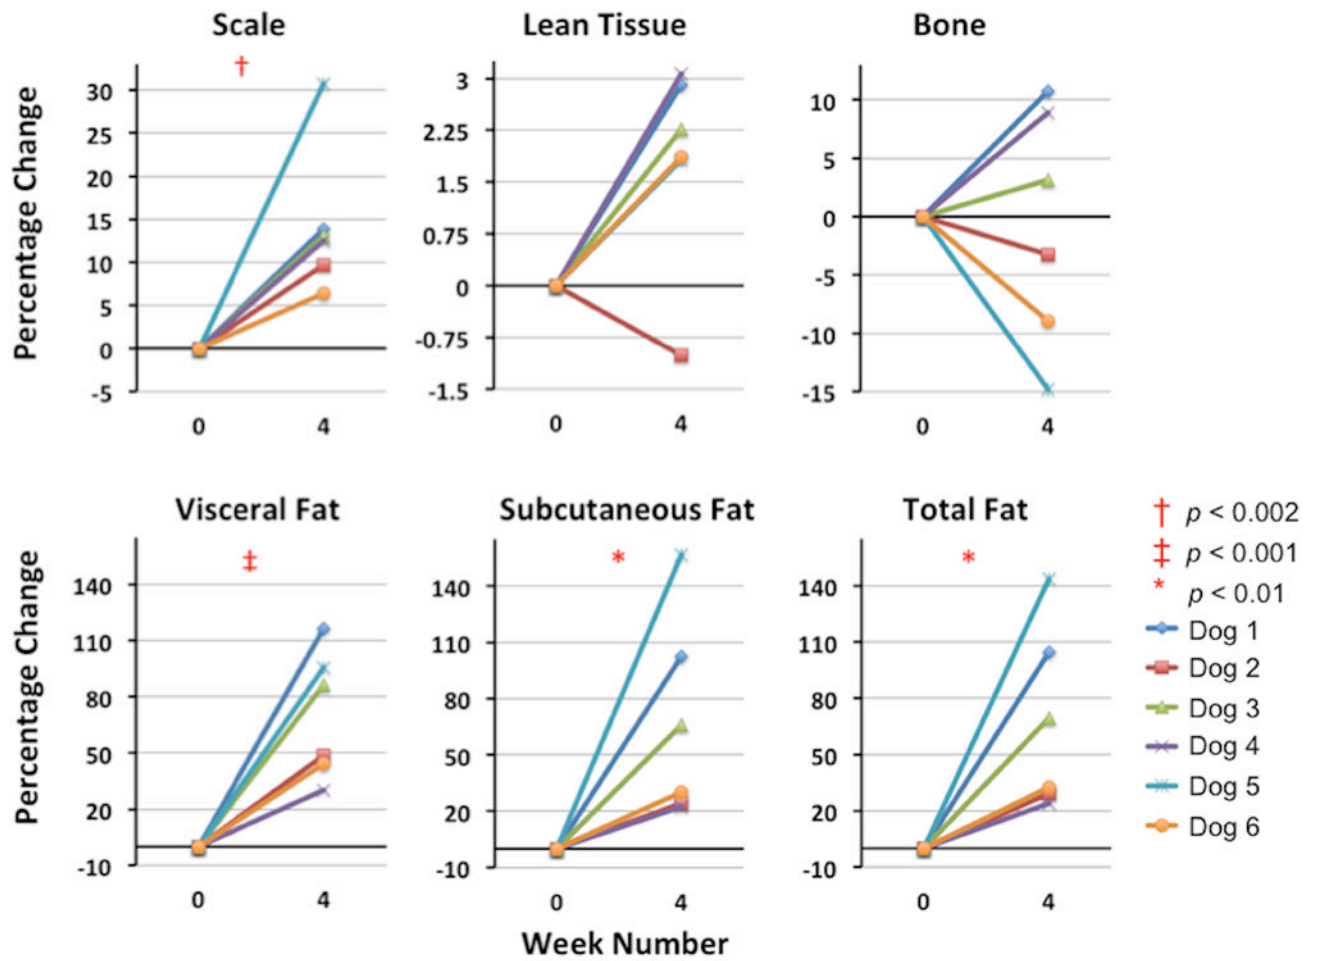 Scale
Lean Tissue
Bone
Percentage Change
†
30
25
20
15
10
5
0
-5
0 4
3
2.25
1.5
0.75
0
-0.75
-1.5
0 4
10
5
0
-5
-10
-15
0 4
Visceral Fat
Subcutaneous Fat
Total Fat
Percentage Change
‡
140
110
80
50
20
-10
0 4
*
140
110
80
50
20
-10
0 4
*
140
110
80
50
20
-10
0 4
Week Number
† p < 0.002
‡ p < 0.001
* p < 0.01
Dog 1
Dog 2
Dog 3
Dog 4
Dog 5
Dog 6